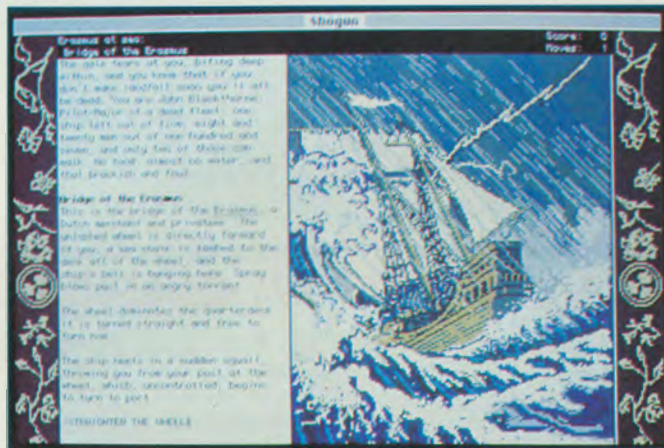 Shogun
Erasmus at sea: Score: 0
Bridge of the Erasmus Moves: 1
The gale tears at you, biting deep
within, and you know that if you
don't make landfall soon you'll all
be dead. You are John Blackthorne,
Pilot-Major of a dead fleet: one
ship left out of five, eight and
twenty men out of one hundred and
seven, and only ten of those can
walk. No food, almost no water, and
that brackish and foul.
Bridge of the Erasmus
This is the bridge of the Erasmus, a
Dutch merchant and privateer. The
unlashed wheel is directly forward
of you, a sea chair is lashed to the
deck aft of the wheel, and the
ship's bell is hanging here. Spray
blows past in an angry torrent.
The wheel dominates the quarterdeck
it is turned straight and free to
turn now.
The ship heels in a sudden squall,
throwing you from your post at the
wheel, which, uncontrolled, begins
to turn to port.